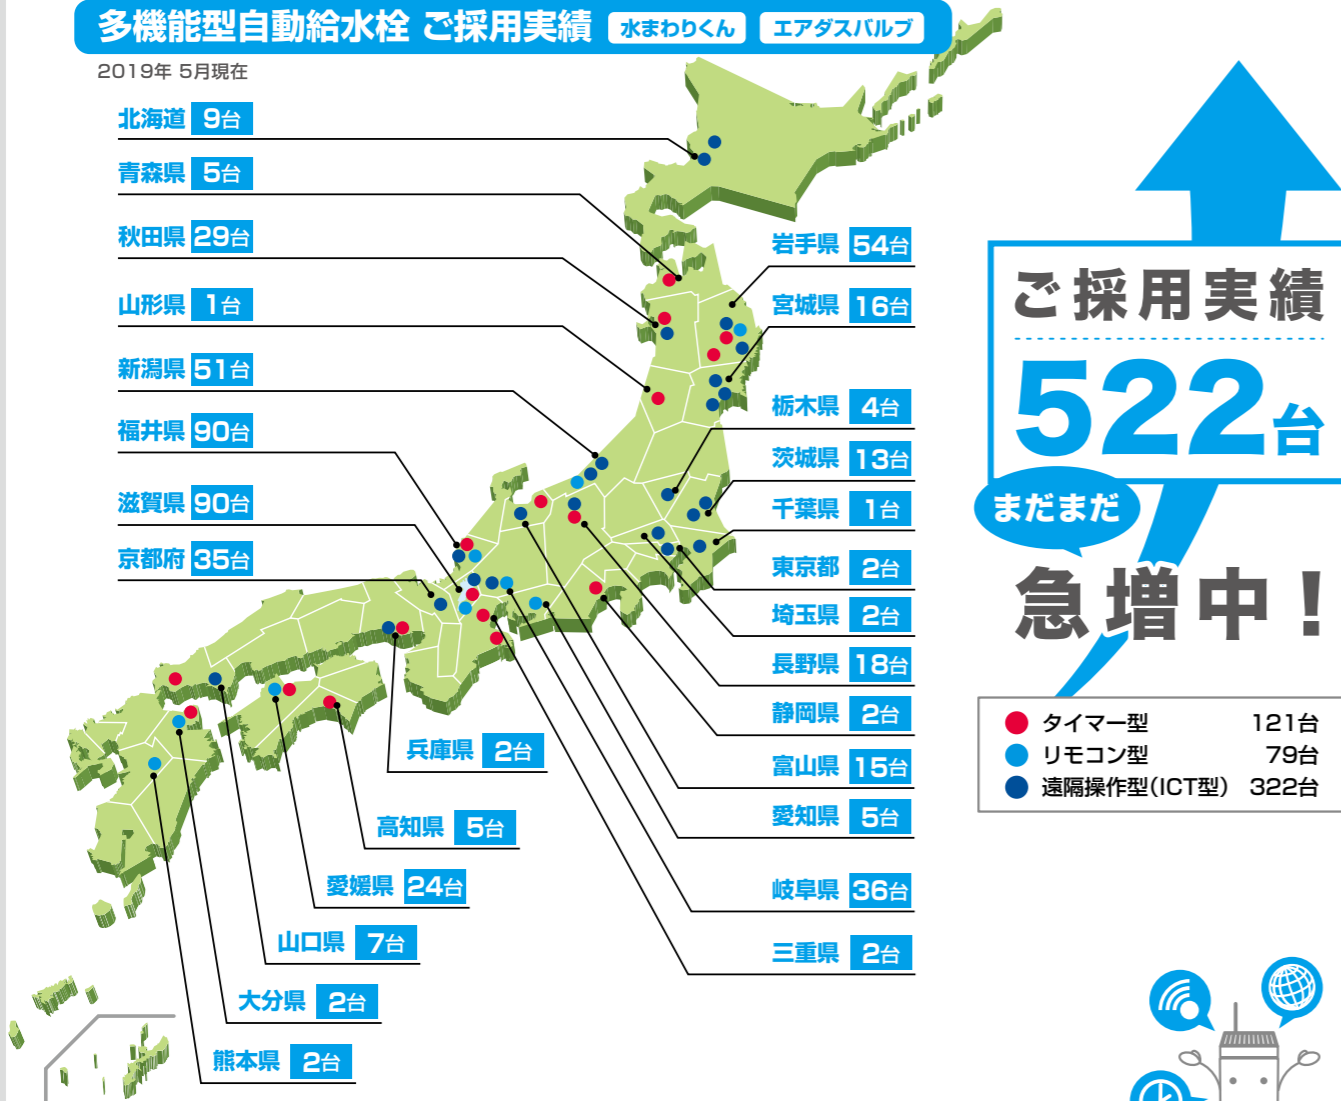 多機能型自動給水栓 ご採用実績 水まわりくん エアダスバルブ
2019年 5月現在
北海道 9台
青森県 5台
秋田県 29台
山形県 1台
新潟県 51台
福井県 90台
滋賀県 90台
京都府 35台
岩手県 54台
宮城県 16台
栃木県 4台
茨城県 13台
千葉県 1台
東京都 2台
埼玉県 2台
長野県 18台
静岡県 2台
富山県 15台
愛知県 5台
岐阜県 36台
三重県 2台
兵庫県 2台
高知県 5台
愛媛県 24台
山口県 7台
大分県 2台
熊本県 2台
ご採用実績
522台
まだまだ
急増中!
タイマー型 121台
リモコン型 79台
遠隔操作型(ICT型) 322台